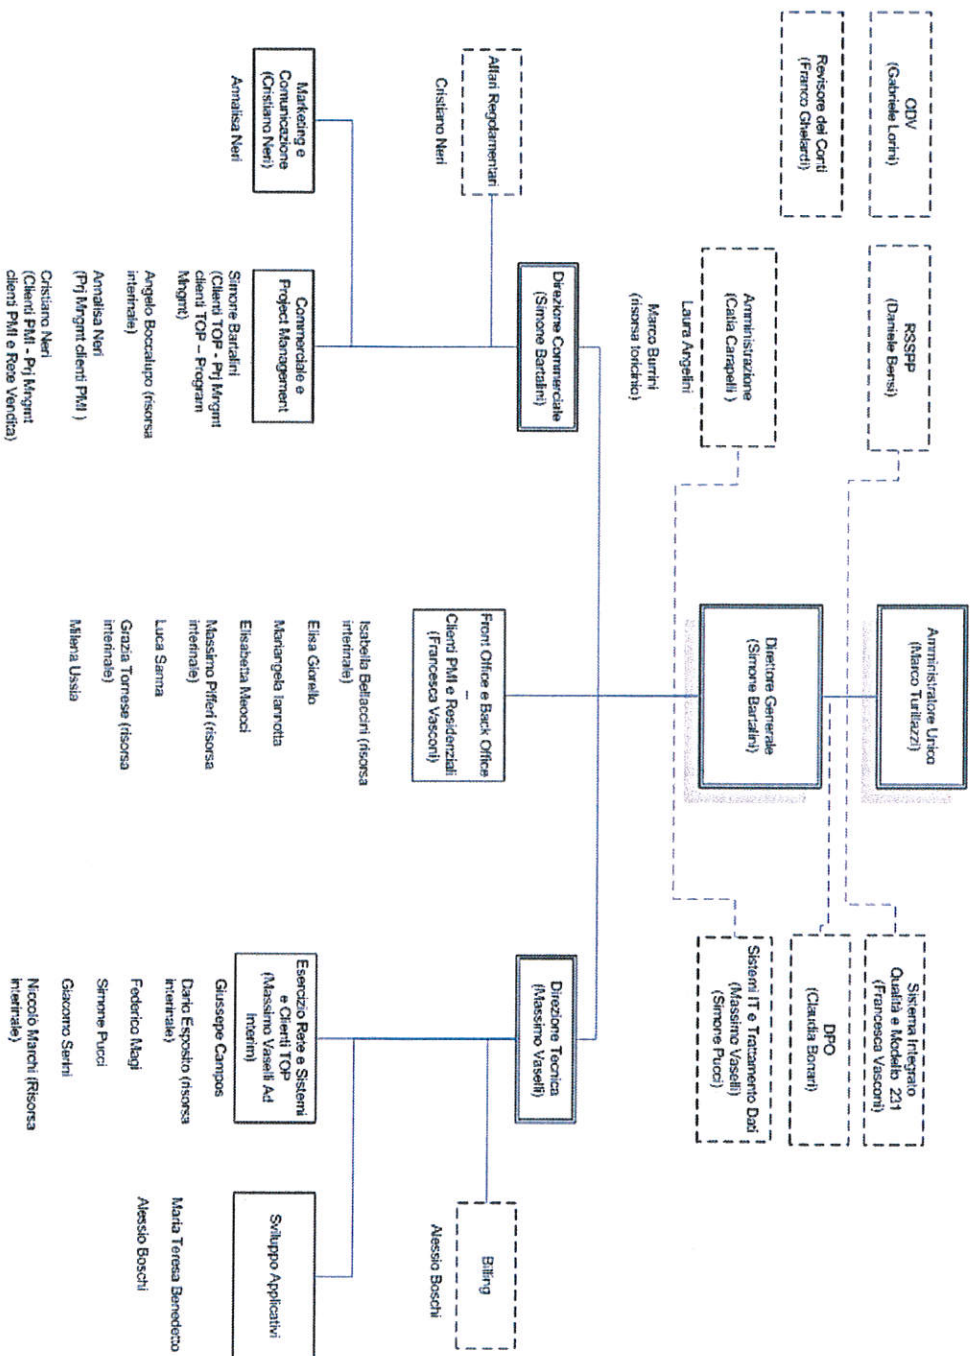 ODV
(Gabriele Lorini)
Revisore dei Conti
(Franco Ghelardi)
RSSPP
(Daniele Bensi)
Amministrazione
(Catia Carapelli )
Laura Angelini
Marco Burrini
(risorsa toricinio)
Amministratore Unico
(Marco Turillazzi)
Direttore Generale
(Simone Bartalini)
Sistema Integrato
Qualità e Modello 231
(Francesca Vasconi)
DPO
(Claudia Bonari)
Sistemi IT e Trattamento Dati
(Massimo Vaselli)
(Simone Pucci)
Affari Regolamentari
Cristiano Neri
Direzione Commerciale
(Simone Bartalini)
Marketing e
Comunicazione
(Cristiano Neri)
Annalisa Neri
Commerciale e
Project Management
Simone Bartalini
(Clienti TOP - Prj Mngmt
clienti TOP – Program
Mngmt)
Angelo Boccalupo (risorsa
interinale)
Annalisa Neri
(Prj Mngmt clienti PMI )
Cristiano Neri
(Clienti PMI - Prj Mngmt
clienti PMI e Rete Vendita)
Front Office e Back Office
–
Clienti PMI e Residenziali
(Francesca Vasconi)
Isabella Bellaccini (risorsa
interinale)
Elisa Giorello
Mariangela Iannotta
Elisabetta Meocci
Massimo Pifferi (risorsa
interinale)
Luca Sanna
Grazia Tornese (risorsa
interinale)
Milena Ussia
Direzione Tecnica
(Massimo Vaselli)
Billing
Alessio Boschi
Esercizio Rete e Sistemi
e Clienti TOP
(Massimo Vaselli Ad
Interim)
Giuseppe Campos
Dario Esposito (risorsa
interinale)
Federico Magi
Simone Pucci
Giacomo Serini
Niccolò Marchi (Risorsa
interinale)
Sviluppo Applicativi
Maria Teresa Benedetto
Alessio Boschi